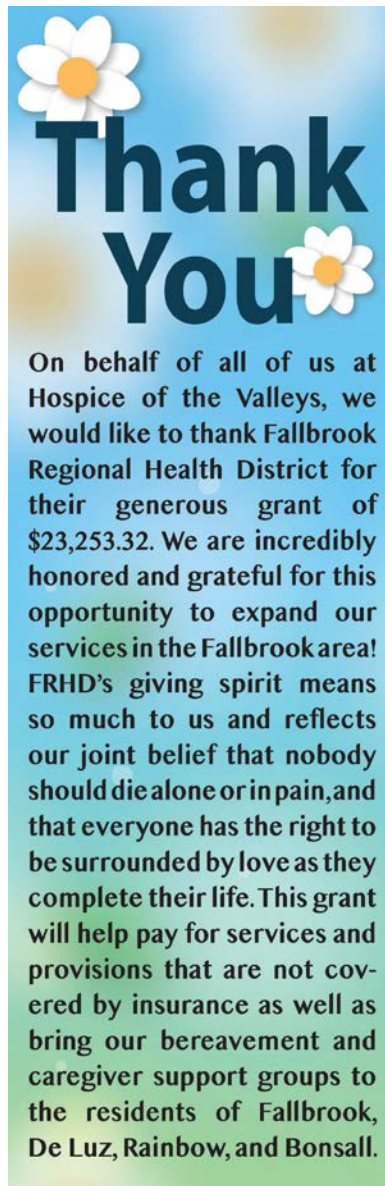 Thank
You
On behalf of all of us at
Hospice of the Valleys, we
would like to thank Fallbrook
Regional Health District for
their generous grant of
$23,253.32. We are incredibly
honored and grateful for this
opportunity to expand our
services in the Fallbrook area!
FRHD's giving spirit means
so much to us and reflects
our joint belief that nobody
should die alone or in pain, and
that everyone has the right to
be surrounded by love as they
complete their life. This grant
will help pay for services and
provisions that are not cov-
ered by insurance as well as
bring our bereavement and
caregiver support groups to
the residents of Fallbrook,
De Luz, Rainbow, and Bonsall.